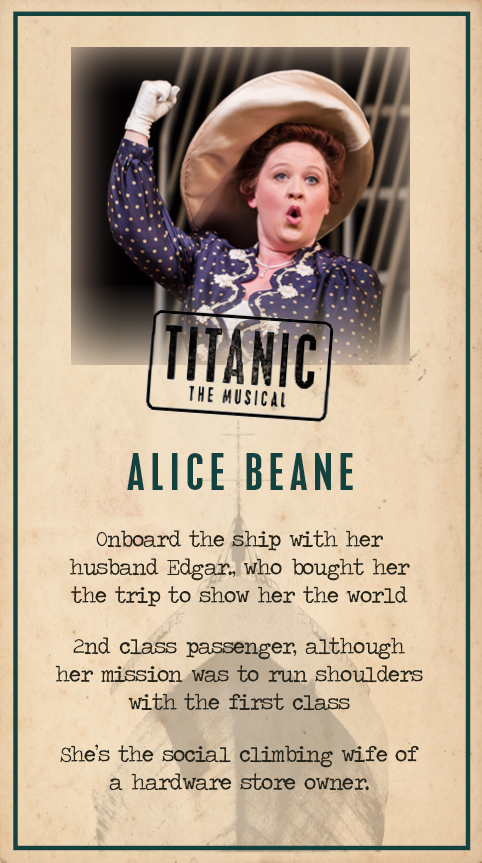 TITANIC
THE MUSICAL
ALICE BEANE
Onboard the ship with her
husband Edgar., who bought her
the trip to show her the world
2nd class passenger, although
her mission was to run shoulders
with the first class
She's the social climbing wife of
a hardware store owner.